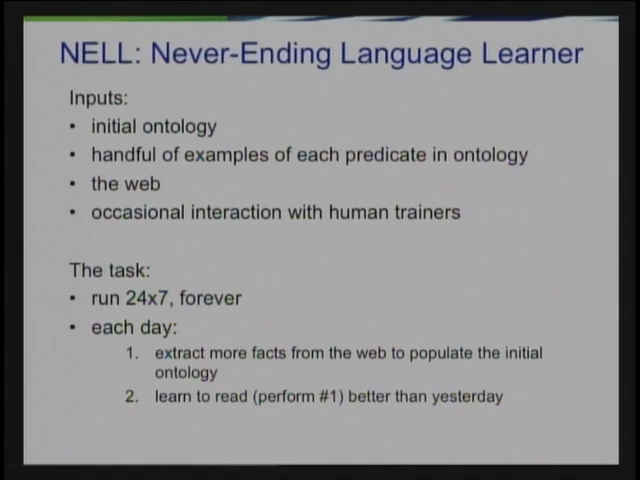 NELL: Never-Ending Language Learner
Inputs:
• initial ontology
• handful of examples of each predicate in ontology
• the web
• occasional interaction with human trainers
The task:
• run 24x7, forever
• each day:
1. extract more facts from the web to populate the initial
ontology
2. learn to read (perform #1) better than yesterday